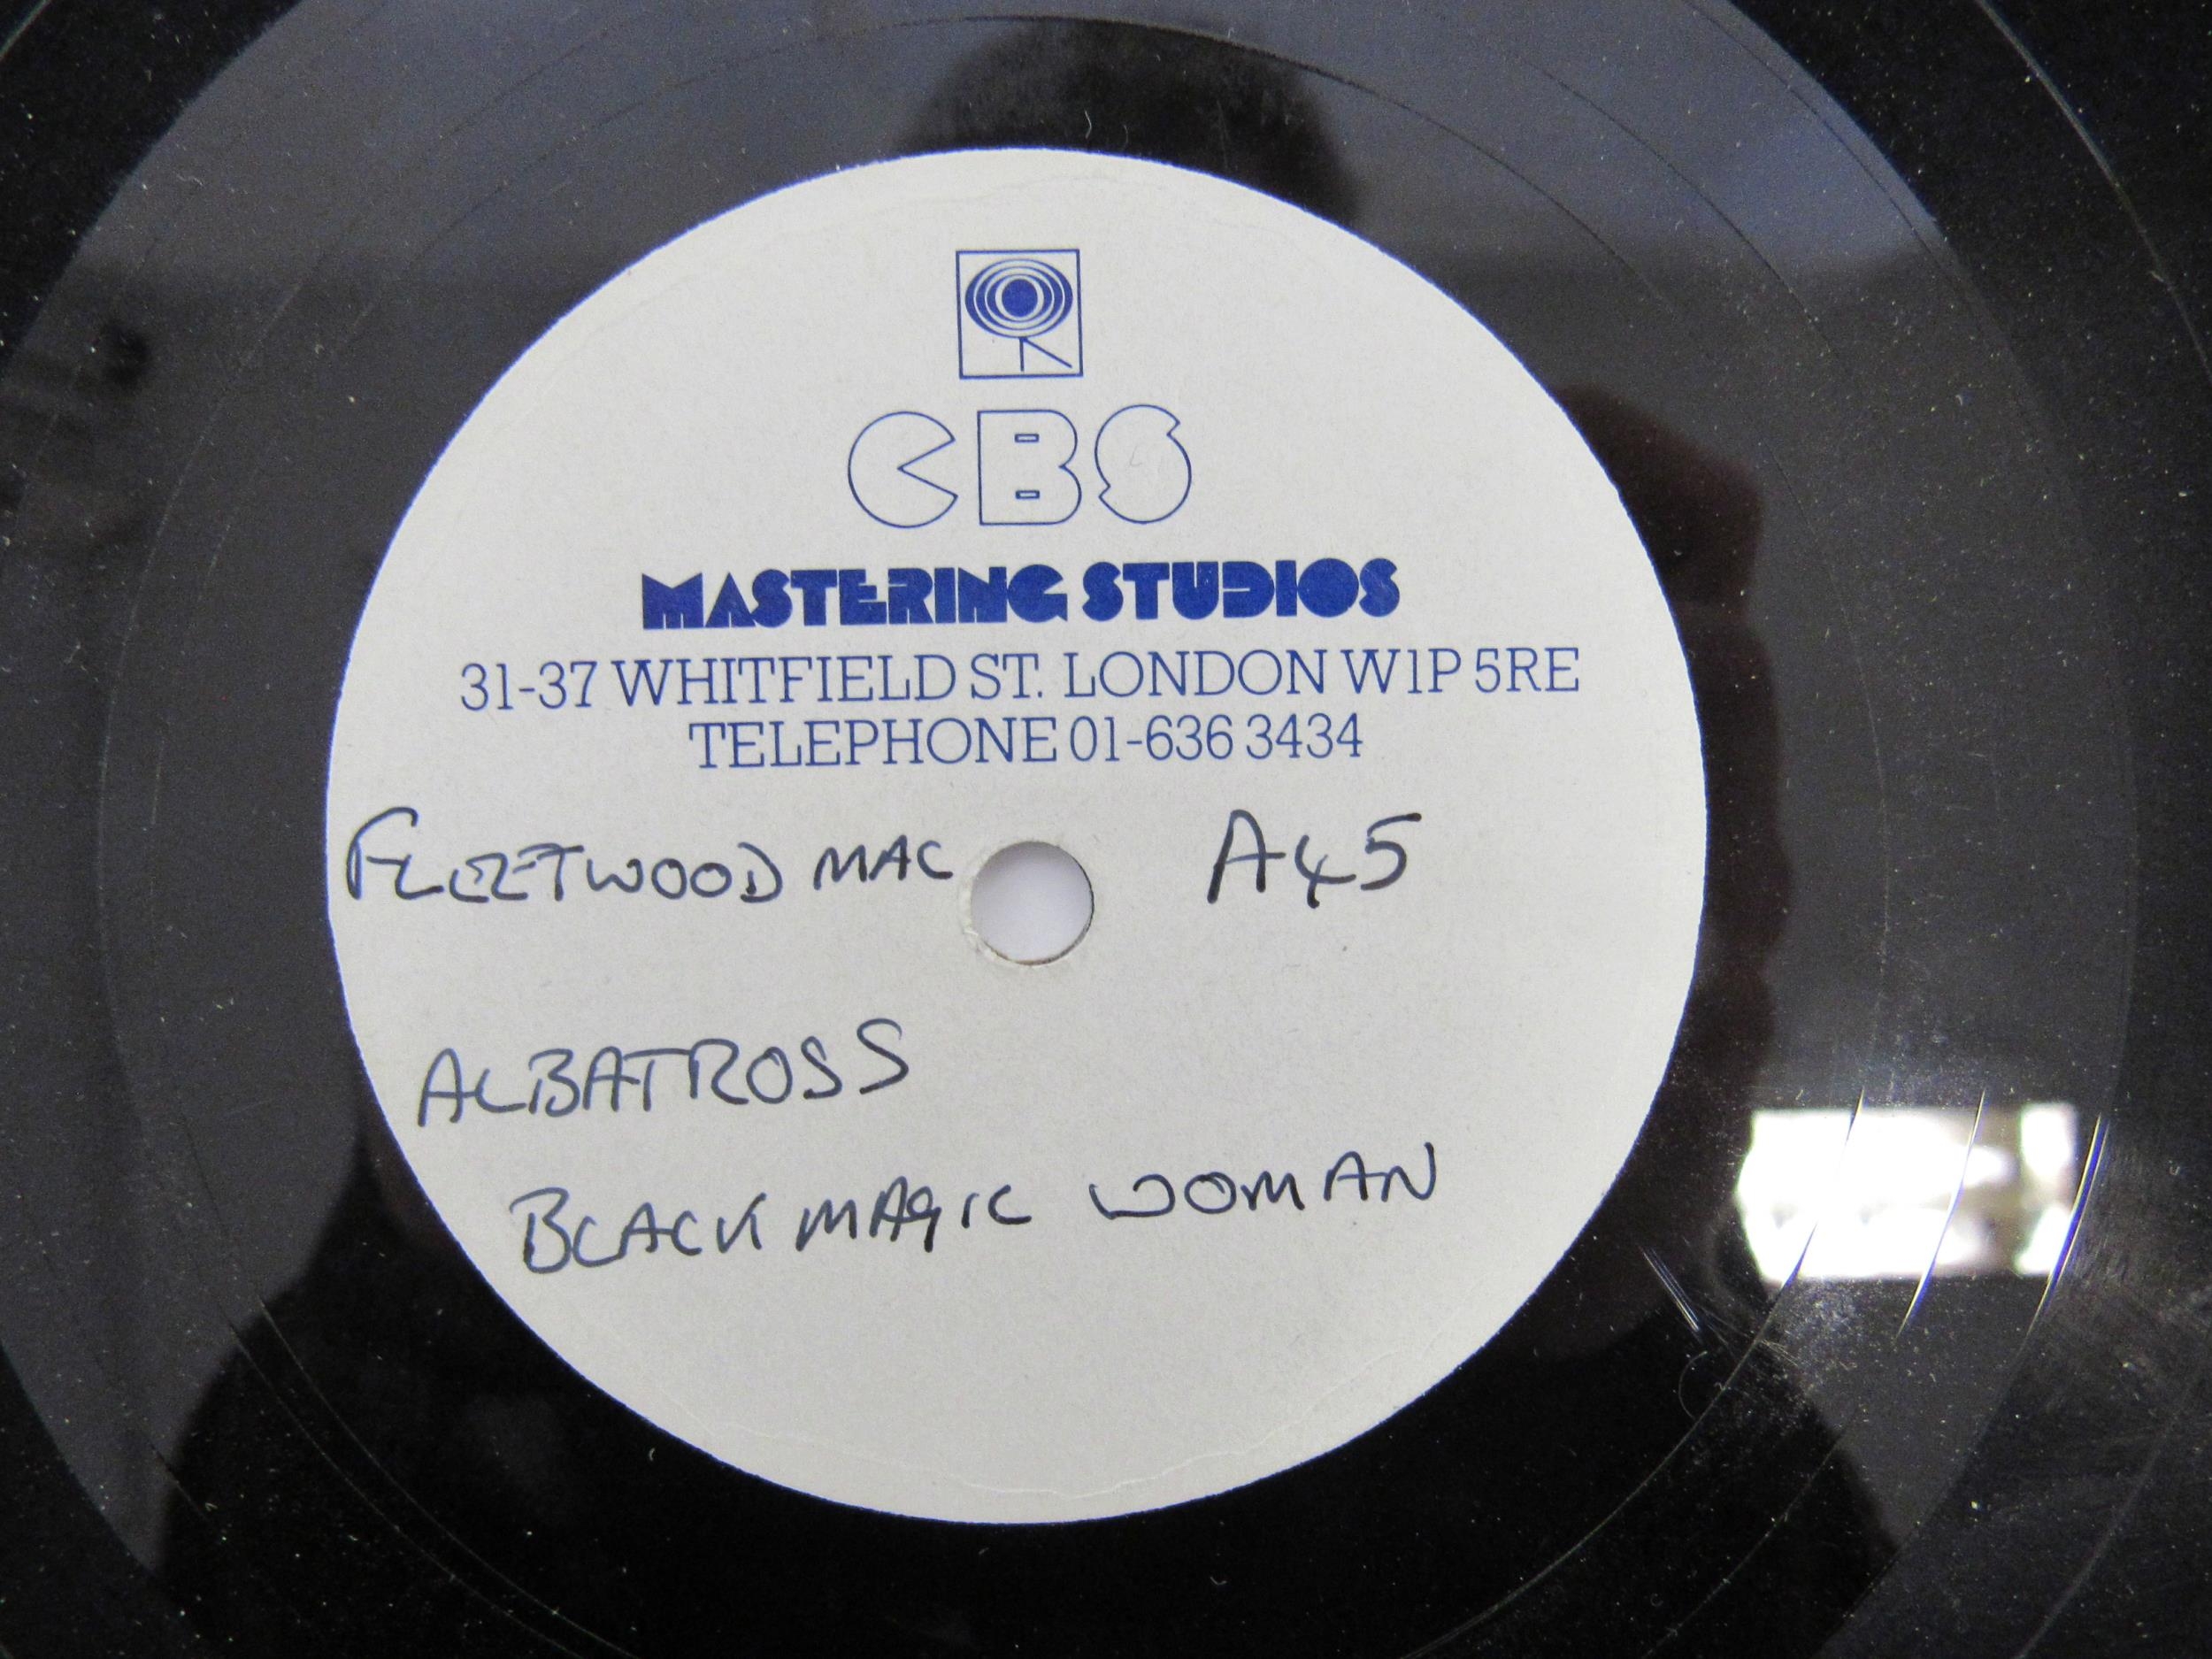 CBS
MASTERING STUDIOS
31-37 WHITFIELD ST. LONDON W1P 5RE
TELEPHONE 01-636 3434
FLEETWOOD MAC A45
ALBATROSS
BLACK MAGIC WOMAN